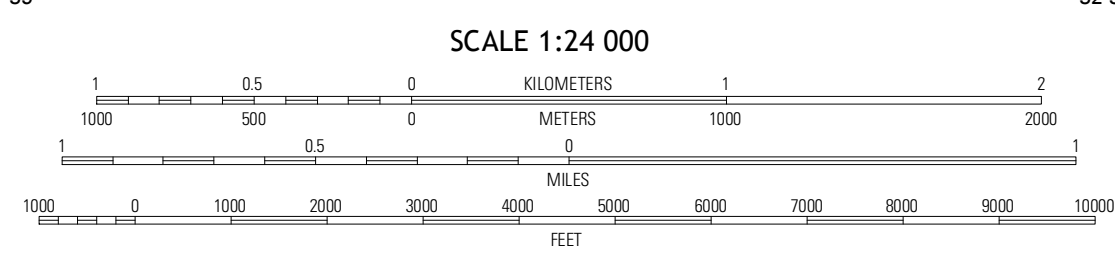 SCALE 1:24 000
1 0.5 0 KILOMETERS 1 2
1000 500 0 METERS 1000 2000
1 0.5 0 1
MILES
1000 0 1000 2000 3000 4000 5000 6000 7000 8000 9000 10000
FEET